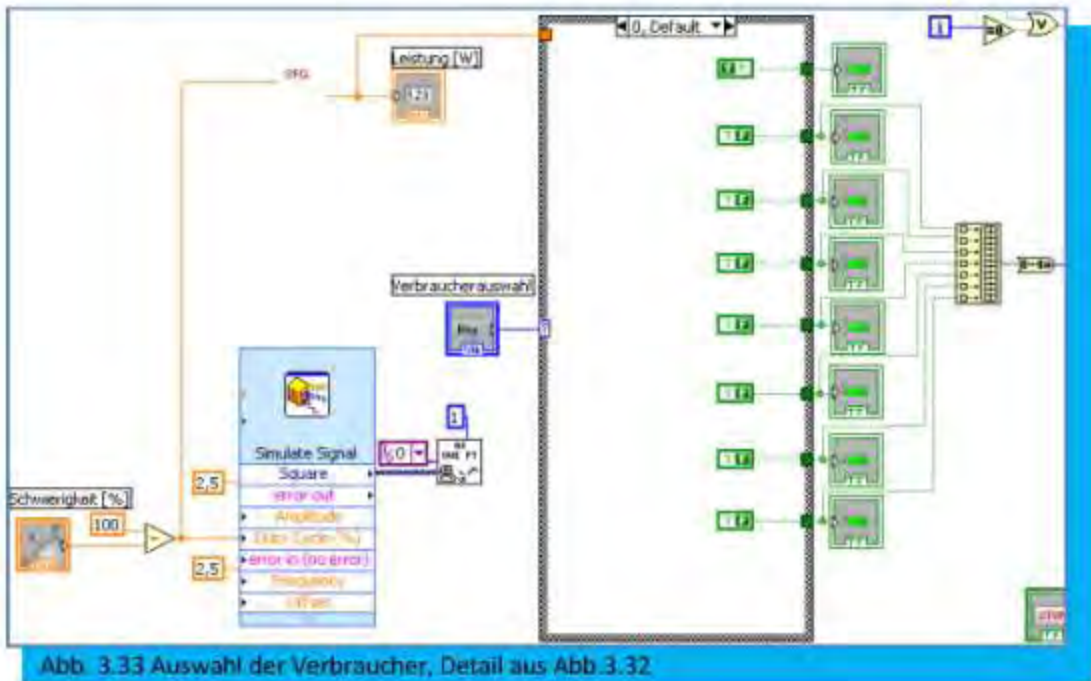 0, Default
1
=0
V
Leistung [W]
Verbraucherauswahl
Simulate Signal
Square
error out
Amplitude
Duty Cycle (%)
error in (no error)
Frequency
Offset
1
2,5
2,5
Schwierigkeit [%]
100
Abb. 3.33 Auswahl der Verbraucher, Detail aus Abb.3.32